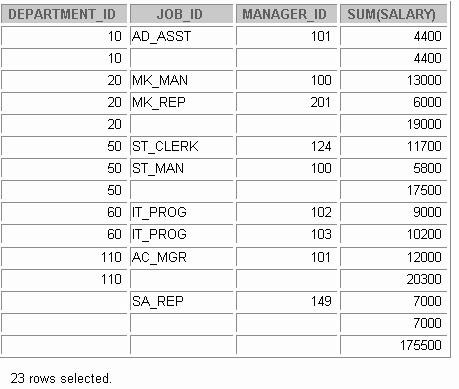 DEPARTMENT_ID JOB_ID MANAGER_ID SUM(SALARY)
10 AD_ASST 101 4400
10 4400
20 MK_MAN 100 13000
20 MK_REP 201 6000
20 19000
50 ST_CLERK 124 11700
50 ST_MAN 100 5800
50 17500
60 IT_PROG 102 9000
60 IT_PROG 103 10200
110 AC_MGR 101 12000
110 20300
SA_REP 149 7000
7000
175500
23 rows selected.